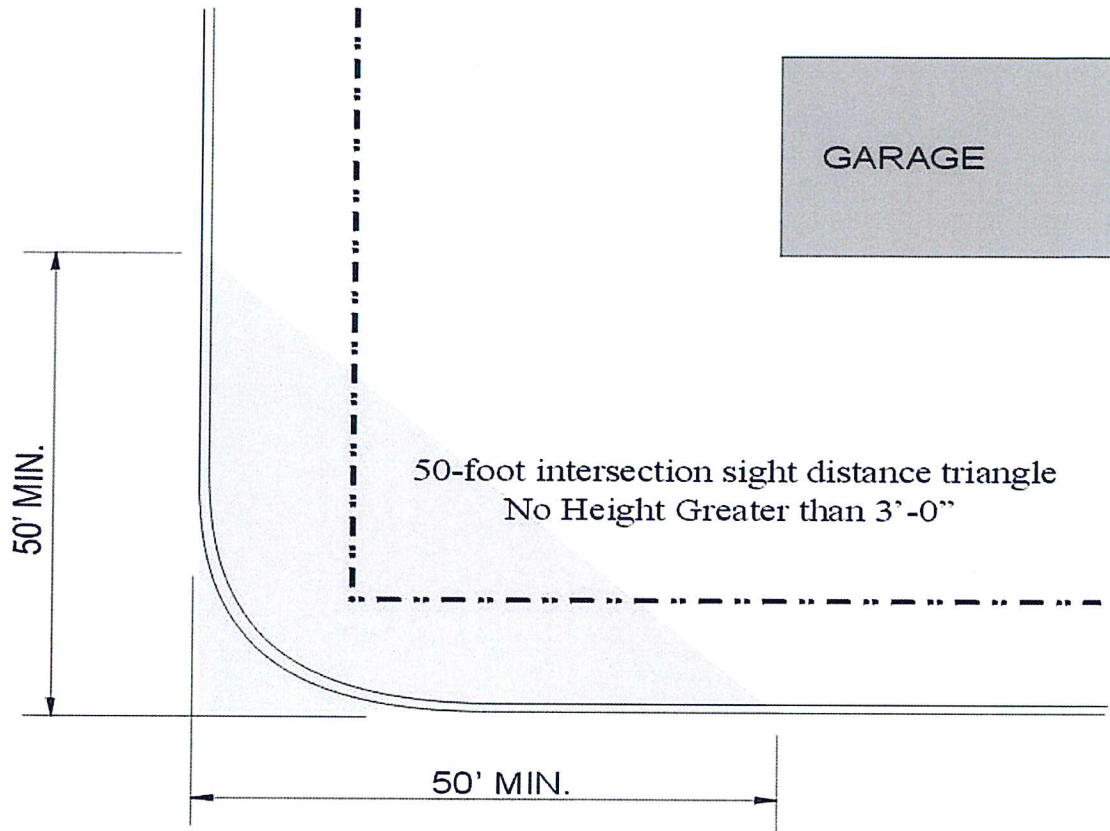 GARAGE
50' MIN.
50-foot intersection sight distance triangle
No Height Greater than 3’-0”
50' MIN.